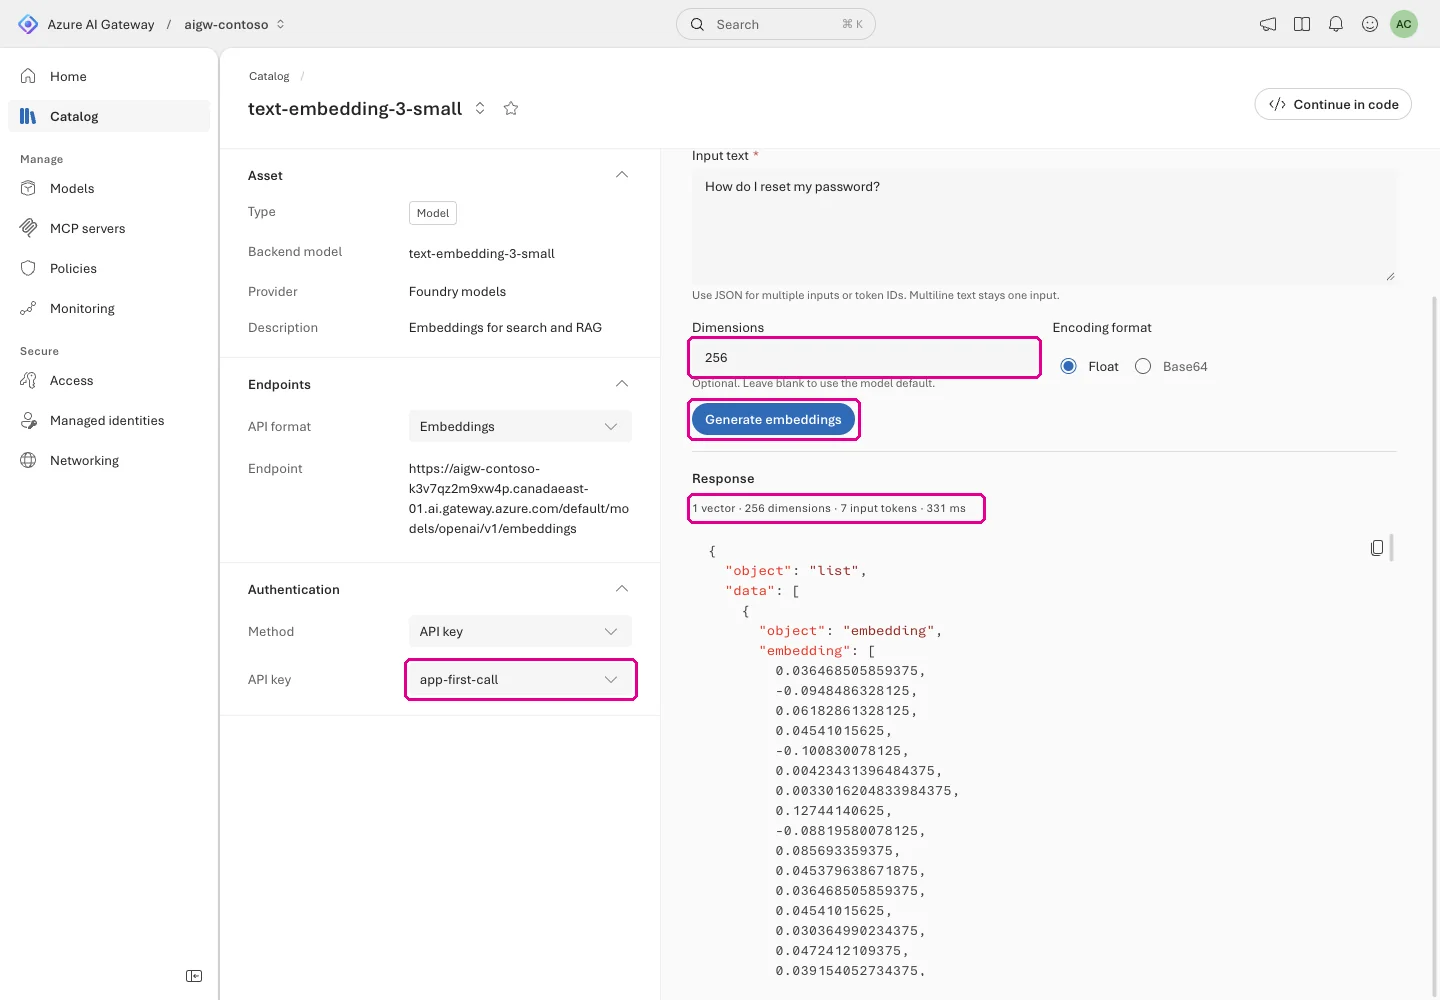 Azure AI Gateway / aigw-contoso
Search ⌘ K
AC
Home
Catalog
Manage
Models
MCP servers
Policies
Monitoring
Secure
Access
Managed identities
Networking
Catalog /
text-embedding-3-small
Continue in code
Asset
Type Model
Backend model text-embedding-3-small
Provider Foundry models
Description Embeddings for search and RAG
Endpoints
API format Embeddings
Endpoint https://aigw-contoso-
k3v7qz2m9xw4p.canadaeast-
01.ai.gateway.azure.com/default/mo
dels/openai/v1/embeddings
Authentication
Method API key
API key app-first-call
Input text *
How do I reset my password?
Use JSON for multiple inputs or token IDs. Multiline text stays one input.
Dimensions Encoding format
256
Float Base64
Optional. Leave blank to use the model default.
Generate embeddings
Response
1 vector · 256 dimensions · 7 input tokens · 331 ms
{
"object": "list",
"data": [
{
"object": "embedding",
"embedding": [
0.036468505859375,
-0.0948486328125,
0.06182861328125,
0.04541015625,
-0.100830078125,
0.00423431396484375,
0.0033016204833984375,
0.12744140625,
-0.08819580078125,
0.085693359375,
0.045379638671875,
0.036468505859375,
0.04541015625,
0.030364990234375,
0.0472412109375,
0.039154052734375,